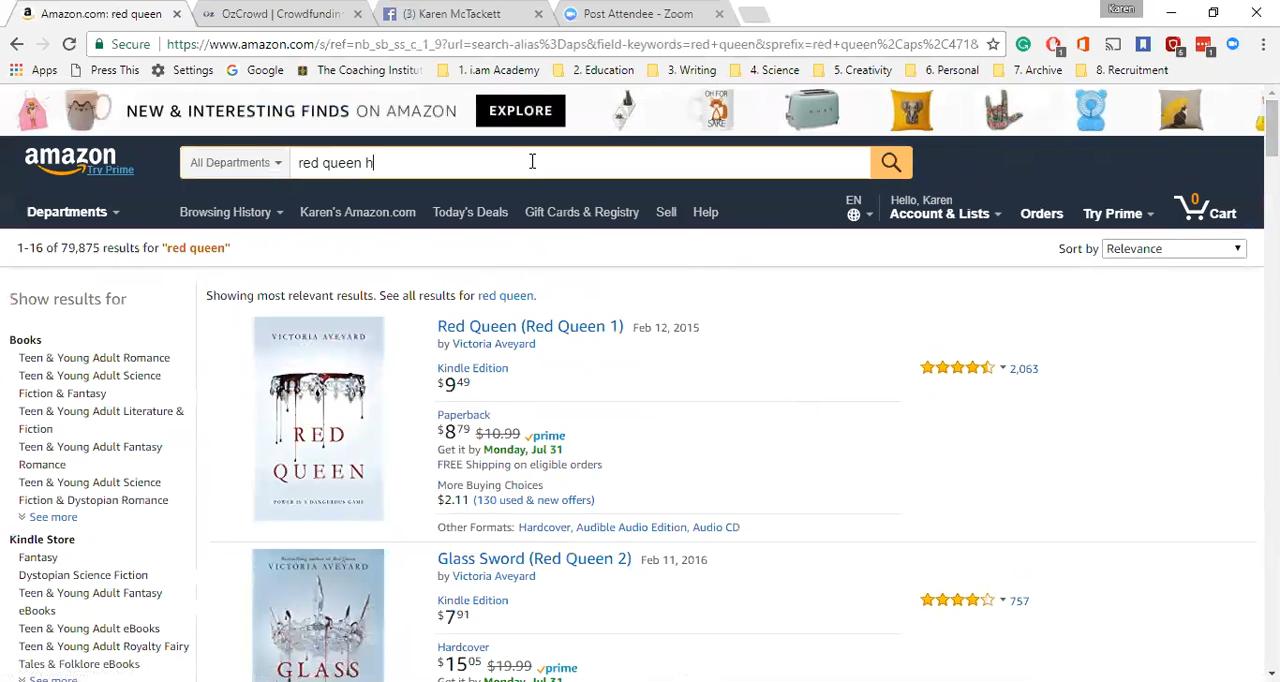 Amazon.com: red queen
OzCrowd | Crowdfundin
(3) Karen McTackett
Post Attendee - Zoom
Karen
Secure https://www.amazon.com/s/ref=nb_sb_ss_c_1_9?url=search-alias%3Daps&field-keywords=red+queen&sprefix=red+queen%2Caps%2C471&
Apps Press This Settings Google The Coaching Institut 1. i.am Academy 2. Education 3. Writing 4. Science 5. Creativity 6. Personal 7. Archive 8. Recruitment
NEW & INTERESTING FINDS ON AMAZON EXPLORE
amazon
Try Prime
All Departments
red queen h
Departments Browsing History Karen's Amazon.com Today's Deals Gift Cards & Registry Sell Help
EN
Hello, Karen
Account & Lists
Orders
Try Prime
0
Cart
1-16 of 79,875 results for "red queen"
Sort by Relevance
Show results for
Books
Teen & Young Adult Romance
Teen & Young Adult Science
Fiction & Fantasy
Teen & Young Adult Literature &
Fiction
Teen & Young Adult Fantasy
Romance
Teen & Young Adult Science
Fiction & Dystopian Romance
See more
Kindle Store
Fantasy
Dystopian Science Fiction
Teen & Young Adult Fantasy
eBooks
Teen & Young Adult eBooks
Teen & Young Adult Royalty Fairy
Tales & Folklore eBooks
See more
Showing most relevant results. See all results for red queen.
VICTORIA AVEYARD
RED
QUEEN
POWER IS A DANGEROUS GAME
Red Queen (Red Queen 1) Feb 12, 2015
by Victoria Aveyard
Kindle Edition
$9 49
Paperback
$8 79 $10.99 prime
Get it by Monday, Jul 31
FREE Shipping on eligible orders
More Buying Choices
$2.11 (130 used & new offers)
Other Formats: Hardcover, Audible Audio Edition, Audio CD
2,063
VICTORIA AVEYARD
GLASS
Glass Sword (Red Queen 2) Feb 11, 2016
by Victoria Aveyard
Kindle Edition
$7 91
Hardcover
$15 05 $19.99 prime
Get it by Monday, Jul 31
757